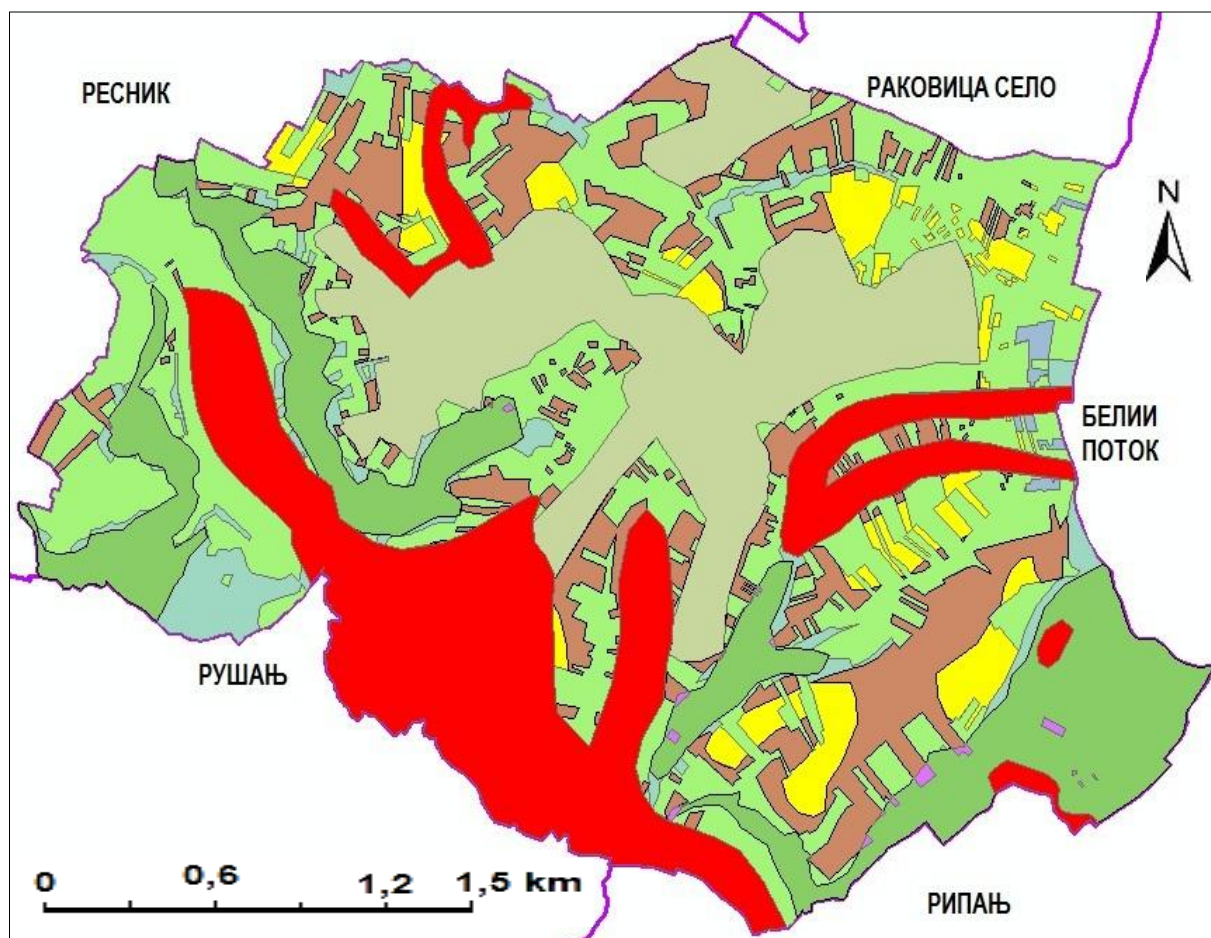 РЕСНИК
РАКОВИЦА СЕЛО
N
БЕЛИИ
ПОТОК
РУШАЊ
РИПАЊ
0 0,6 1,2 1,5 km